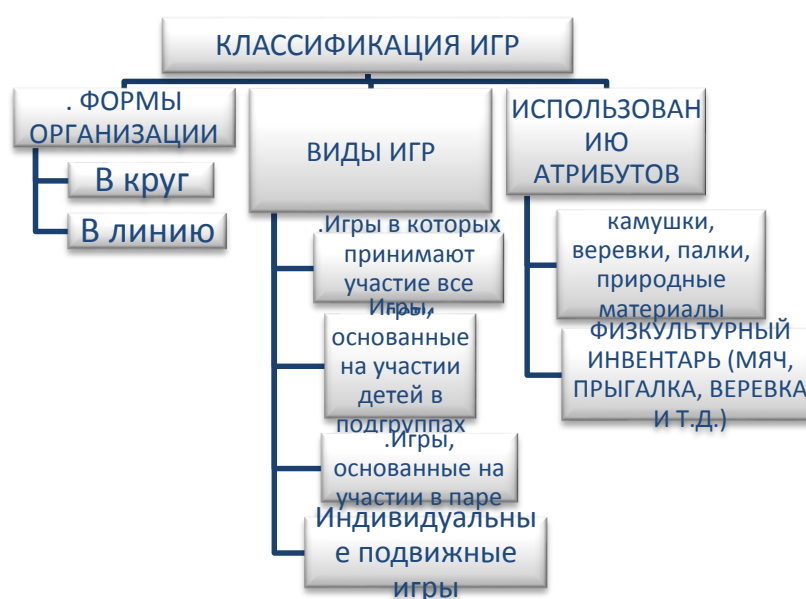 КЛАССИФИКАЦИЯ ИГР
. ФОРМЫ
ОРГАНИЗАЦИИ
В круг
В линию
ВИДЫ ИГР
.Игры в которых
принимают
участие все
Игры,
основанные
на участии
детей в
подгруппах
.Игры,
основанные на
участии в паре
Индивидуальны
е подвижные
игры
ИСПОЛЬЗОВАН
ИЮ
АТРИБУТОВ
камушки,
веревки, палки,
природные
материалы
ФИЗКУЛЬТУРНЫЙ
ИНВЕНТАРЬ (МЯЧ,
ПРЫГАЛКА, ВЕРЕВКА
И Т.Д.)